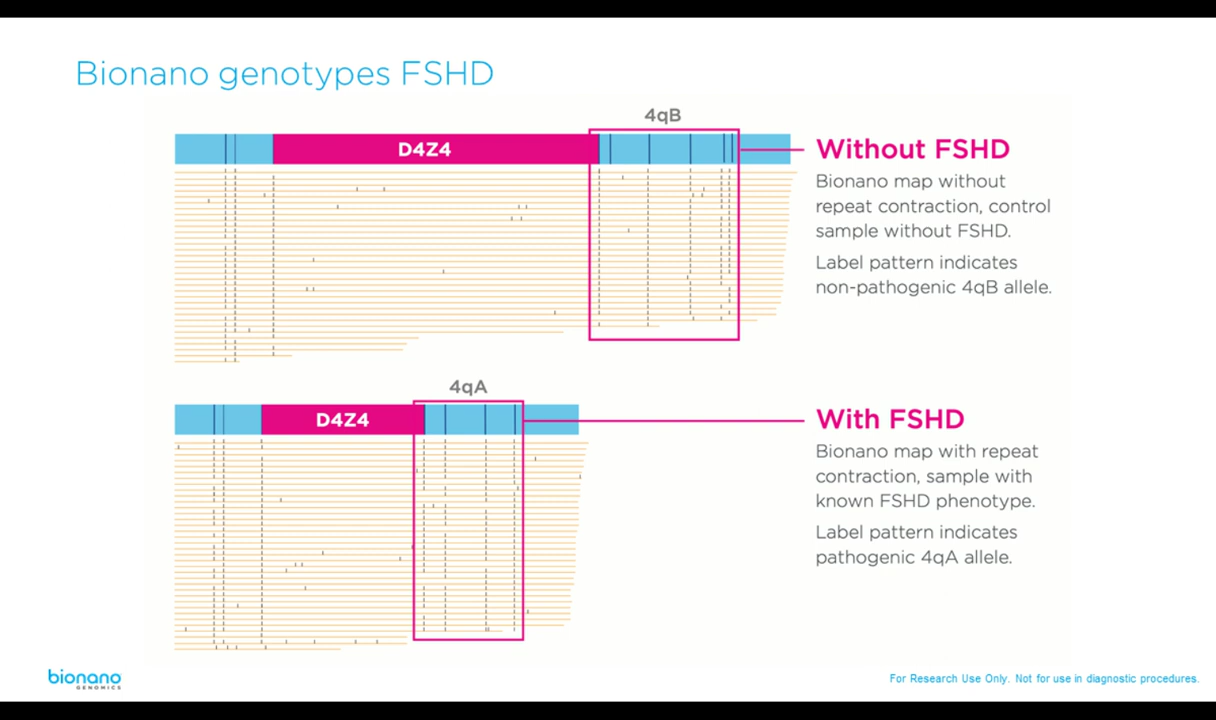 Bionano genotypes FSHD
4qB
D4Z4
Without FSHD
Bionano map without
repeat contraction, control
sample without FSHD.
Label pattern indicates
non-pathogenic 4qB allele.
4qA
D4Z4
With FSHD
Bionano map with repeat
contraction, sample with
known FSHD phenotype.
Label pattern indicates
pathogenic 4qA allele.
bionano
GENOMICS
For Research Use Only. Not for use in diagnostic procedures.